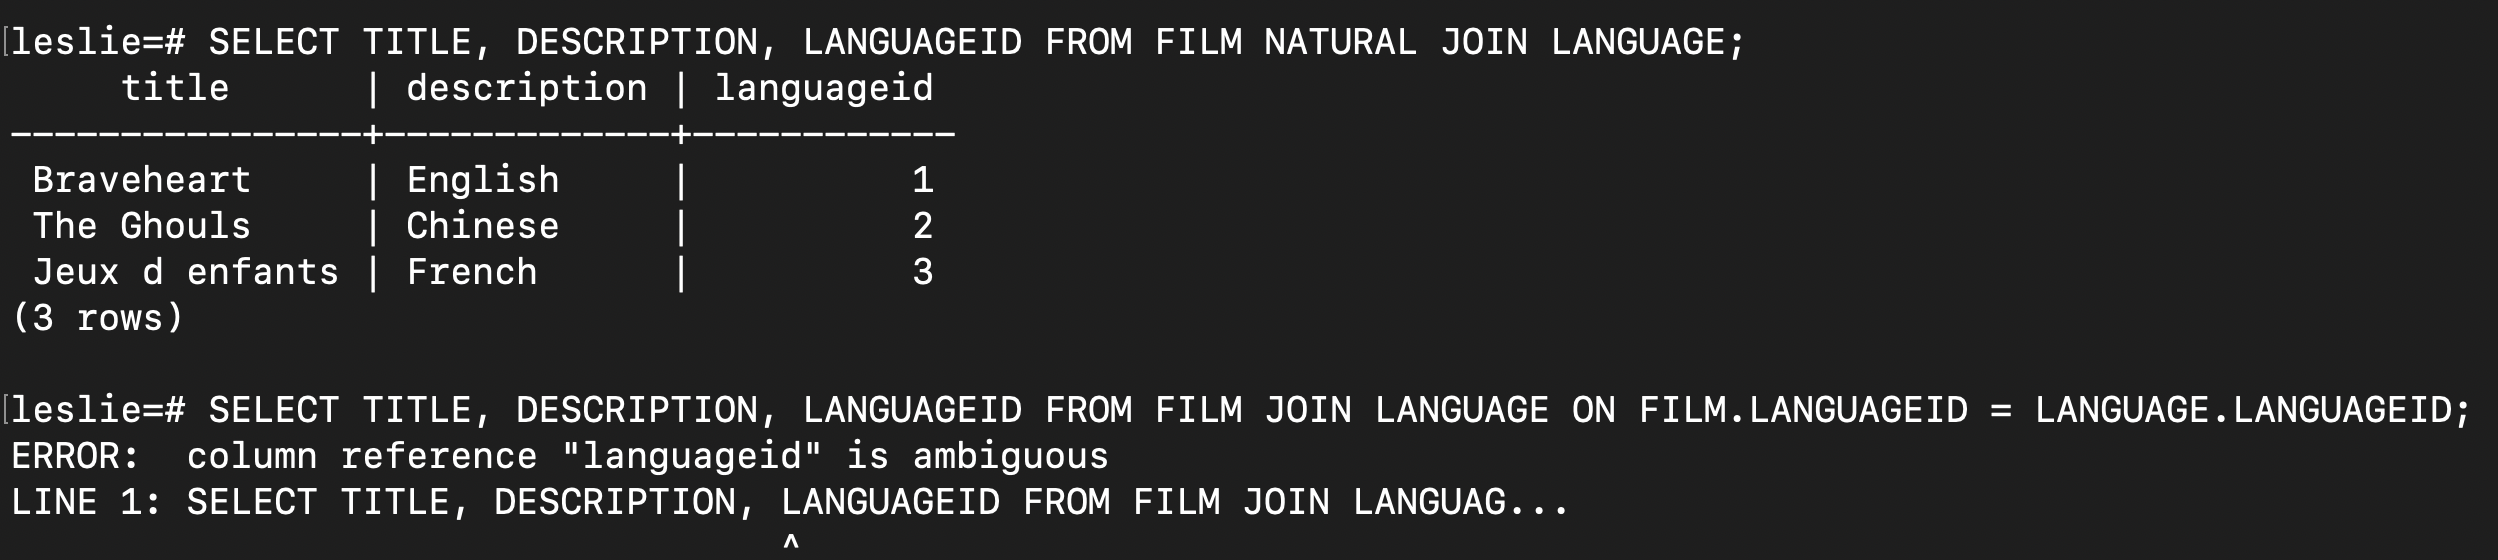 leslie=# SELECT TITLE, DESCRIPTION, LANGUAGEID FROM FILM NATURAL JOIN LANGUAGE;
     title      | description | languageid
----------------+-------------+------------
 Braveheart     | English     |          1
 The Ghouls     | Chinese     |          2
 Jeux d enfants | French      |          3
(3 rows)

leslie=# SELECT TITLE, DESCRIPTION, LANGUAGEID FROM FILM JOIN LANGUAGE ON FILM.LANGUAGEID = LANGUAGE.LANGUAGEID;
ERROR:  column reference "languageid" is ambiguous
LINE 1: SELECT TITLE, DESCRIPTION, LANGUAGEID FROM FILM JOIN LANGUAG...
                                   ^